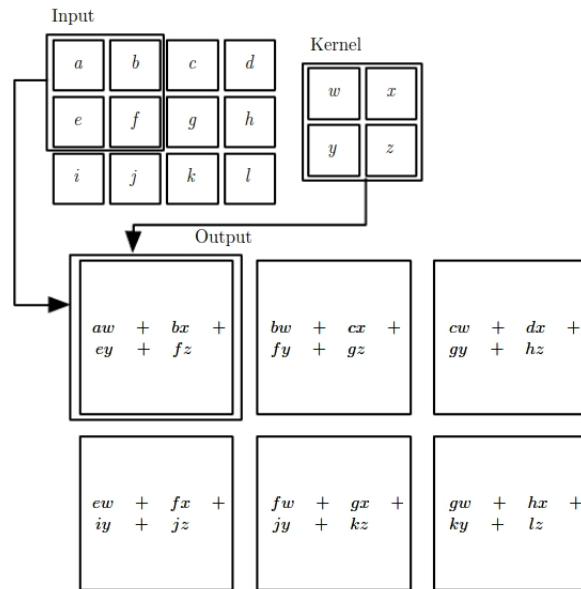 Input
Kernel
a b c d
w x
e f g h
y z
i j k l
Output
aw + bx +
ey + fz
bw + cx +
fy + gz
cw + dx +
gy + hz
ew + fx +
iy + jz
fw + gx +
jy + kz
gw + hx +
ky + lz